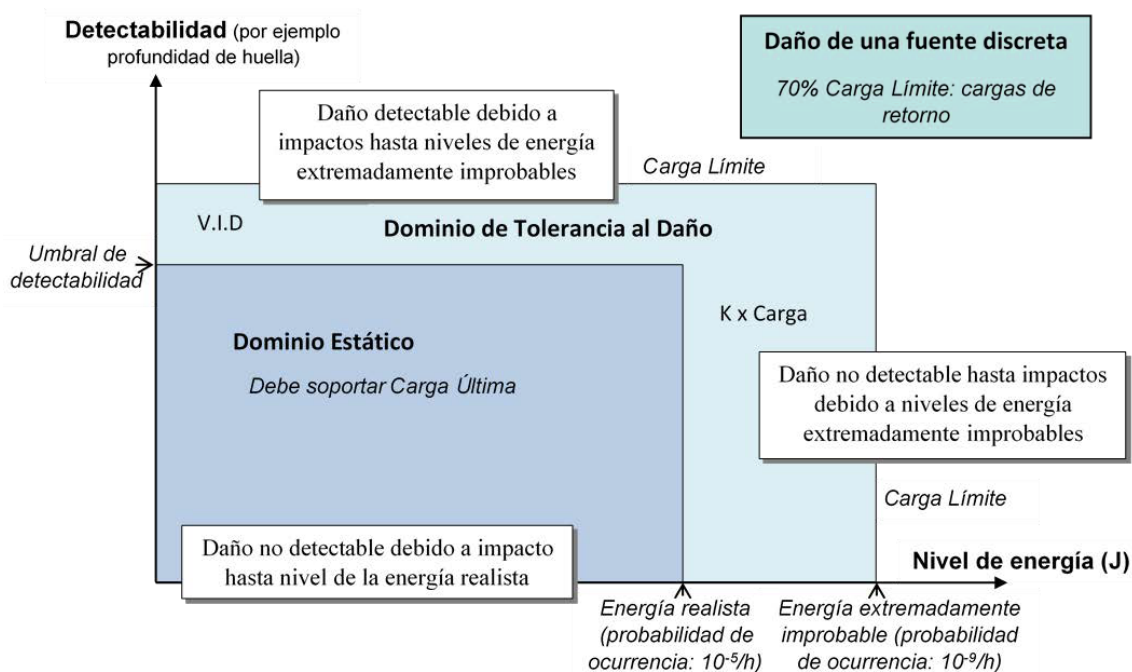 Detectabilidad (por ejemplo
profundidad de huella)
Daño de una fuente discreta
70% Carga Límite: cargas de
retorno
Daño detectable debido a
impactos hasta niveles de energía
extremadamente improbables
Carga Límite
V.I.D
Dominio de Tolerancia al Daño
Umbral de
detectabilidad
K x Carga
Dominio Estático
Debe soportar Carga Última
Daño no detectable hasta impactos
debido a niveles de energía
extremadamente improbables
Carga Límite
Daño no detectable debido a impacto
hasta nivel de la energía realista
Nivel de energía (J)
Energía realista
(probabilidad de
ocurrencia: 10⁻⁵/h)
Energía extremadamente
improbable (probabilidad
de ocurrencia: 10⁻⁹/h)